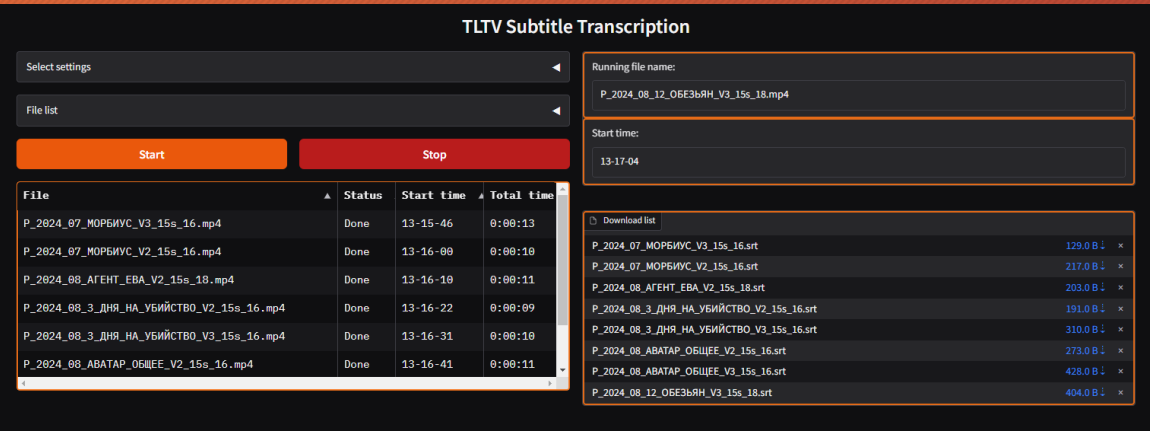 TLTV Subtitle Transcription
Select settings
File list
Start
Stop
File Status Start time Total time
P_2024_07_МОРБИУС_V3_15s_16.mp4 Done 13-15-46 0:00:13
P_2024_07_МОРБИУС_V2_15s_16.mp4 Done 13-16-00 0:00:10
P_2024_08_АГЕНТ_ЕВА_V2_15s_18.mp4 Done 13-16-10 0:00:11
P_2024_08_3_ДНЯ_НА_УБИЙСТВО_V2_15s_16.mp4 Done 13-16-22 0:00:09
P_2024_08_3_ДНЯ_НА_УБИЙСТВО_V3_15s_16.mp4 Done 13-16-31 0:00:10
P_2024_08_АВАТАР_ОБЩЕЕ_V2_15s_16.mp4 Done 13-16-41 0:00:11
Running file name:
P_2024_08_12_ОБЕЗЬЯН_V3_15s_18.mp4
Start time:
13-17-04
Download list
P_2024_07_МОРБИУС_V3_15s_16.srt 129.0 B ↓ ×
P_2024_07_МОРБИУС_V2_15s_16.srt 217.0 B ↓ ×
P_2024_08_АГЕНТ_ЕВА_V2_15s_18.srt 203.0 B ↓ ×
P_2024_08_3_ДНЯ_НА_УБИЙСТВО_V2_15s_16.srt 191.0 B ↓ ×
P_2024_08_3_ДНЯ_НА_УБИЙСТВО_V3_15s_16.srt 310.0 B ↓ ×
P_2024_08_АВАТАР_ОБЩЕЕ_V2_15s_16.srt 273.0 B ↓ ×
P_2024_08_АВАТАР_ОБЩЕЕ_V3_15s_16.srt 428.0 B ↓ ×
P_2024_08_12_ОБЕЗЬЯН_V3_15s_18.srt 404.0 B ↓ ×